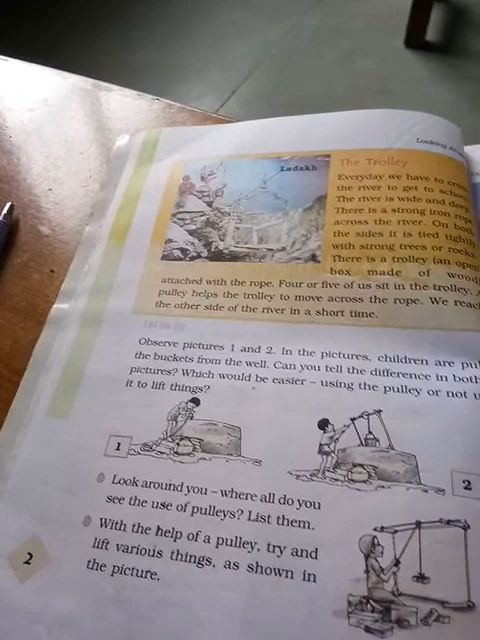 Looking
Ladakh
The Trolley
Everyday we have to cross
the river to get to school
The river is wide and deep
There is a strong iron rope
across the river. On both
the sides it is tied tightly
with strong trees or rocks
There is a trolley (an open
box made of wood)
attached with the rope. Four or five of us sit in the trolley.
pulley helps the trolley to move across the rope. We reach
the other side of the river in a short time.
Observe pictures 1 and 2. In the pictures, children are pul
the buckets from the well. Can you tell the difference in both
pictures? Which would be easier – using the pulley or not u
it to lift things?
1
2
Look around you – where all do you
see the use of pulleys? List them.
With the help of a pulley, try and
lift various things, as shown in
the picture.
2